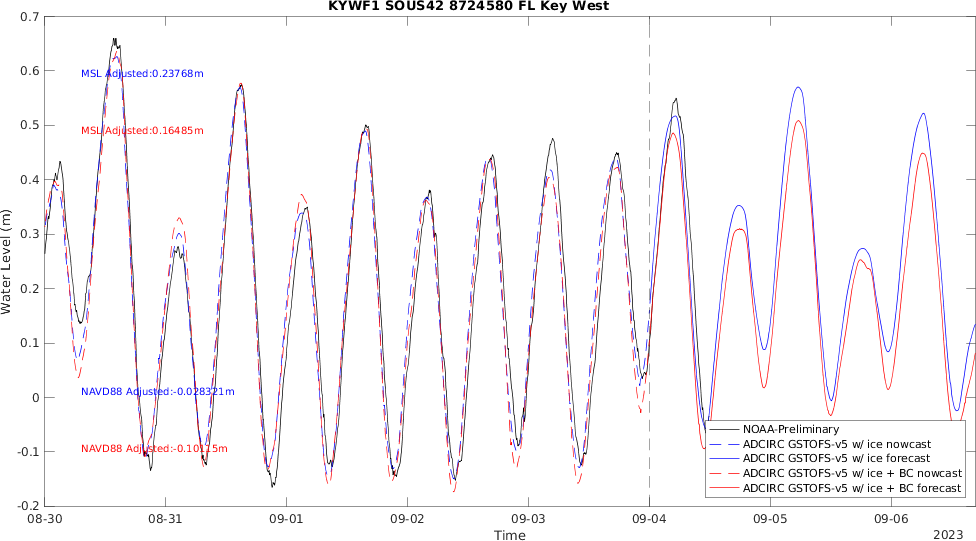 KYWF1 SOUS42 8724580 FL Key West
0.7
0.6
0.5
0.4
0.3
0.2
0.1
0
-0.1
-0.2
Water Level (m)
MSL Adjusted:0.23768m
MSL Adjusted:0.16485m
NAVD88 Adjusted:-0.028321m
NAVD88 Adjusted:-0.10115m
NOAA-Preliminary
ADCIRC GSTOFS-v5 w/ ice nowcast
ADCIRC GSTOFS-v5 w/ ice forecast
ADCIRC GSTOFS-v5 w/ ice + BC nowcast
ADCIRC GSTOFS-v5 w/ ice + BC forecast
08-30 08-31 09-01 09-02 09-03 09-04 09-05 09-06
Time
2023